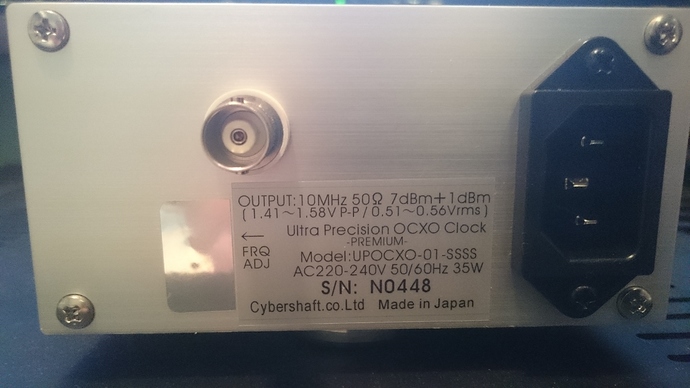 OUTPUT:10MHz 50Ω 7dBm+1dBm
(1.41~1.58V P-P / 0.51~0.56Vrms)
← Ultra Precision OCXO Clock
-PREMIUM-
FRQ ADJ
Model:UPOCXO-01-SSSS
AC220-240V 50/60Hz 35W
S/N: N0448
Cybershaft.co.Ltd Made in Japan